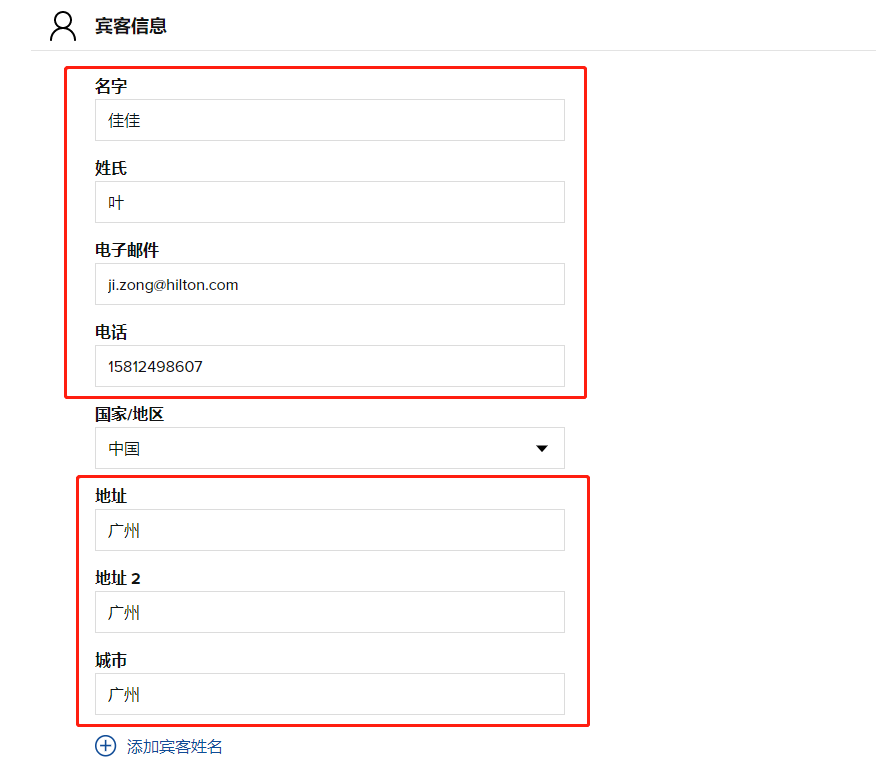 宾客信息
名字
佳佳
姓氏
叶
电子邮件
ji.zong@hilton.com
电话
15812498607
国家/地区
中国
地址
广州
地址 2
广州
城市
广州
添加宾客姓名